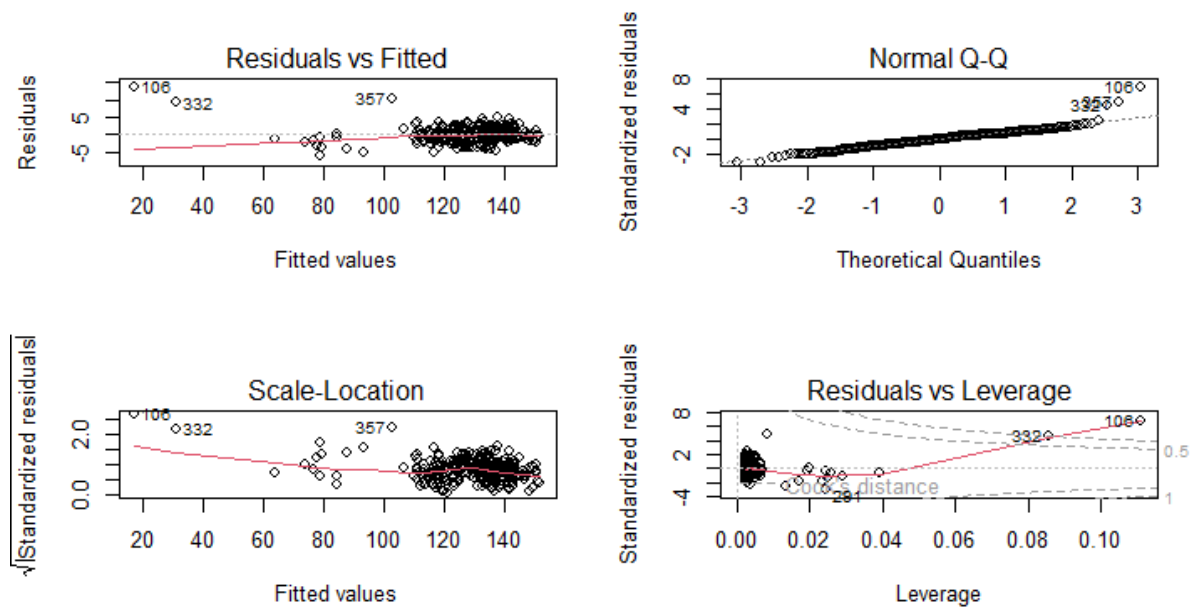 Residuals vs Fitted
Residuals
5
-5
106
332
357
20 40 60 80 100 120 140
Fitted values
Normal Q-Q
Standardized residuals
8
4
-2
106
357
332
-3 -2 -1 0 1 2 3
Theoretical Quantiles
Scale-Location
√|Standardized residuals|
2.0
0.0
106
332
357
20 40 60 80 100 120 140
Fitted values
Residuals vs Leverage
Standardized residuals
8
2
-4
106
332
0.5
1
Cook's distance
0.00 0.02 0.04 0.06 0.08 0.10
Leverage